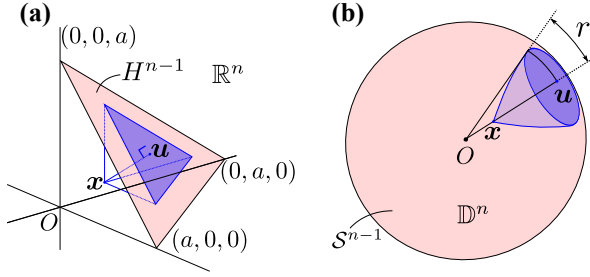 (a)
(0, 0, a)
H^{n-1}
ℝ^n
u
x
(0, a, 0)
O
(a, 0, 0)
(b)
r
u
x
O
𝔻^n
𝒮^{n-1}